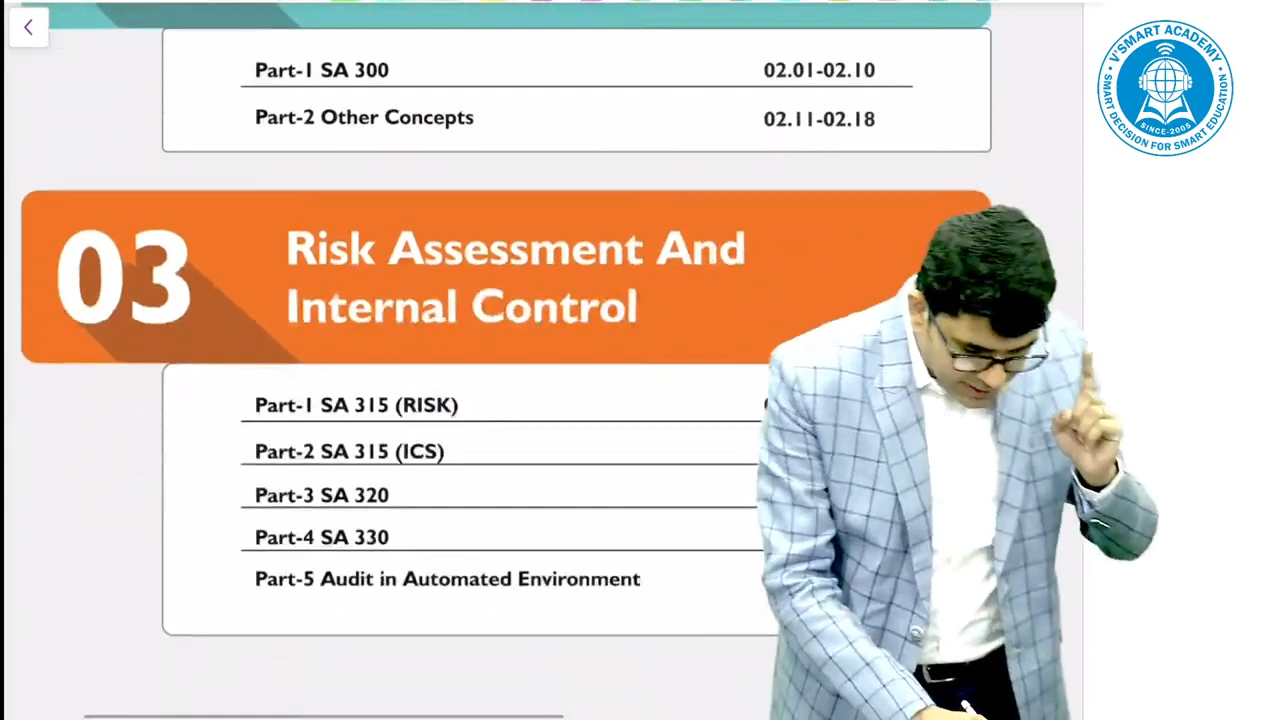 Part-1 SA 300 02.01-02.10
Part-2 Other Concepts 02.11-02.18
03 Risk Assessment And
Internal Control
Part-1 SA 315 (RISK)
Part-2 SA 315 (ICS)
Part-3 SA 320
Part-4 SA 330
Part-5 Audit in Automated Environment
V'SMART ACADEMY
SINCE-2005
SMART DECISION FOR SMART EDUCATION